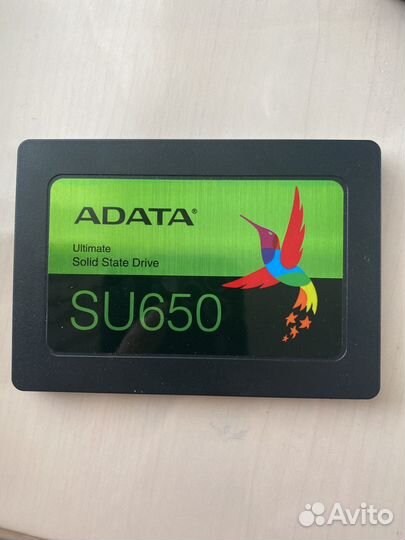 ADATA®
Ultimate
Solid State Drive
SU650
Avito